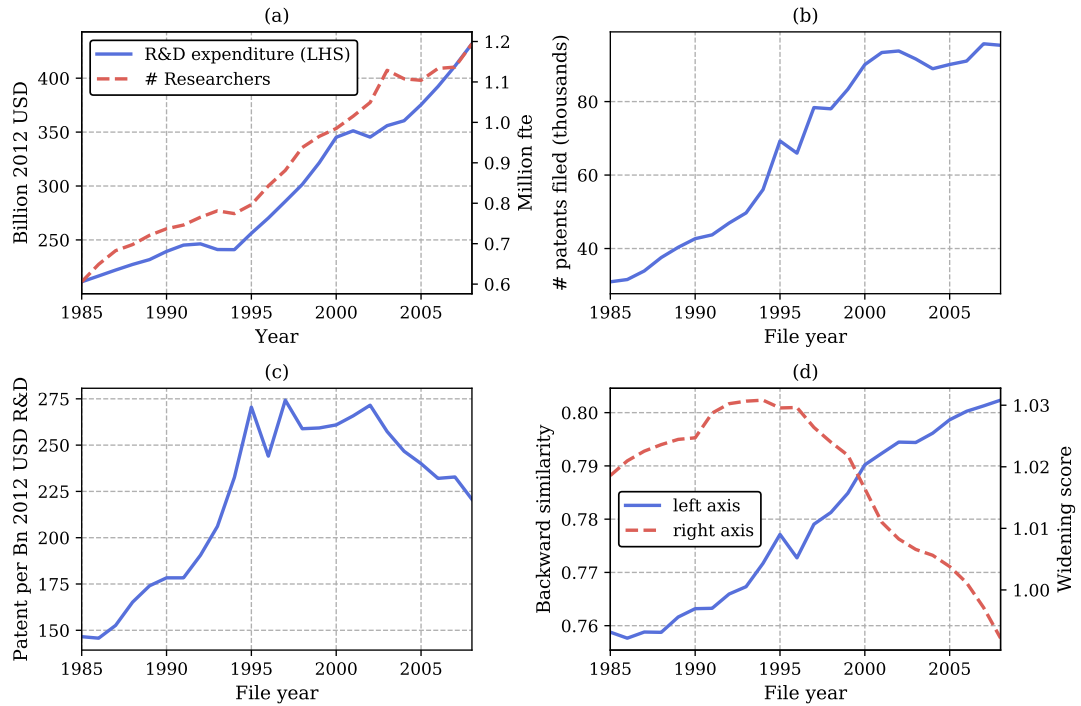 (a)
R&D expenditure (LHS)
# Researchers
Billion 2012 USD
400
350
300
250
1.2
1.1
1.0
0.9
0.8
0.7
0.6
Million fte
1985 1990 1995 2000 2005
Year
(b)
# patents filed (thousands)
80
60
40
1985 1990 1995 2000 2005
File year
(c)
Patent per Bn 2012 USD R&D
275
250
225
200
175
150
1985 1990 1995 2000 2005
File year
(d)
Backward similarity
0.80
0.79
0.78
0.77
0.76
left axis
right axis
1.03
1.02
1.01
1.00
Widening score
1985 1990 1995 2000 2005
File year